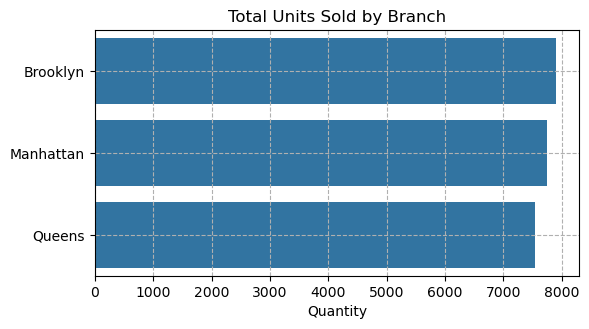 Total Units Sold by Branch
Brooklyn
Manhattan
Queens
0 1000 2000 3000 4000 5000 6000 7000 8000
Quantity